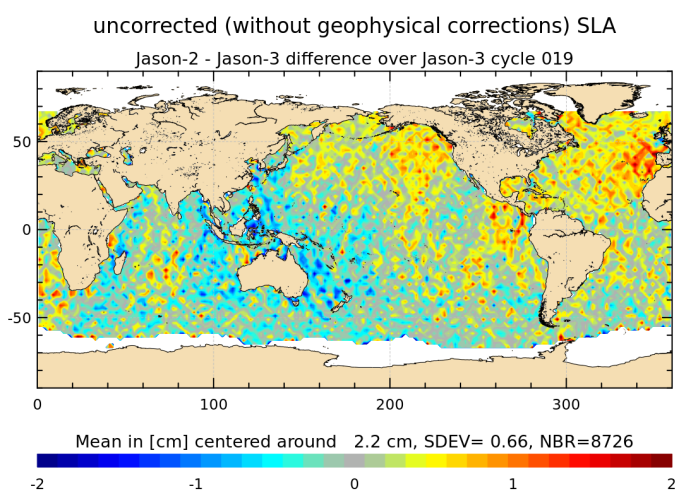 uncorrected (without geophysical corrections) SLA
Jason-2 - Jason-3 difference over Jason-3 cycle 019
50
0
-50
0 100 200 300
Mean in [cm] centered around 2.2 cm, SDEV= 0.66, NBR=8726
-2 -1 0 1 2